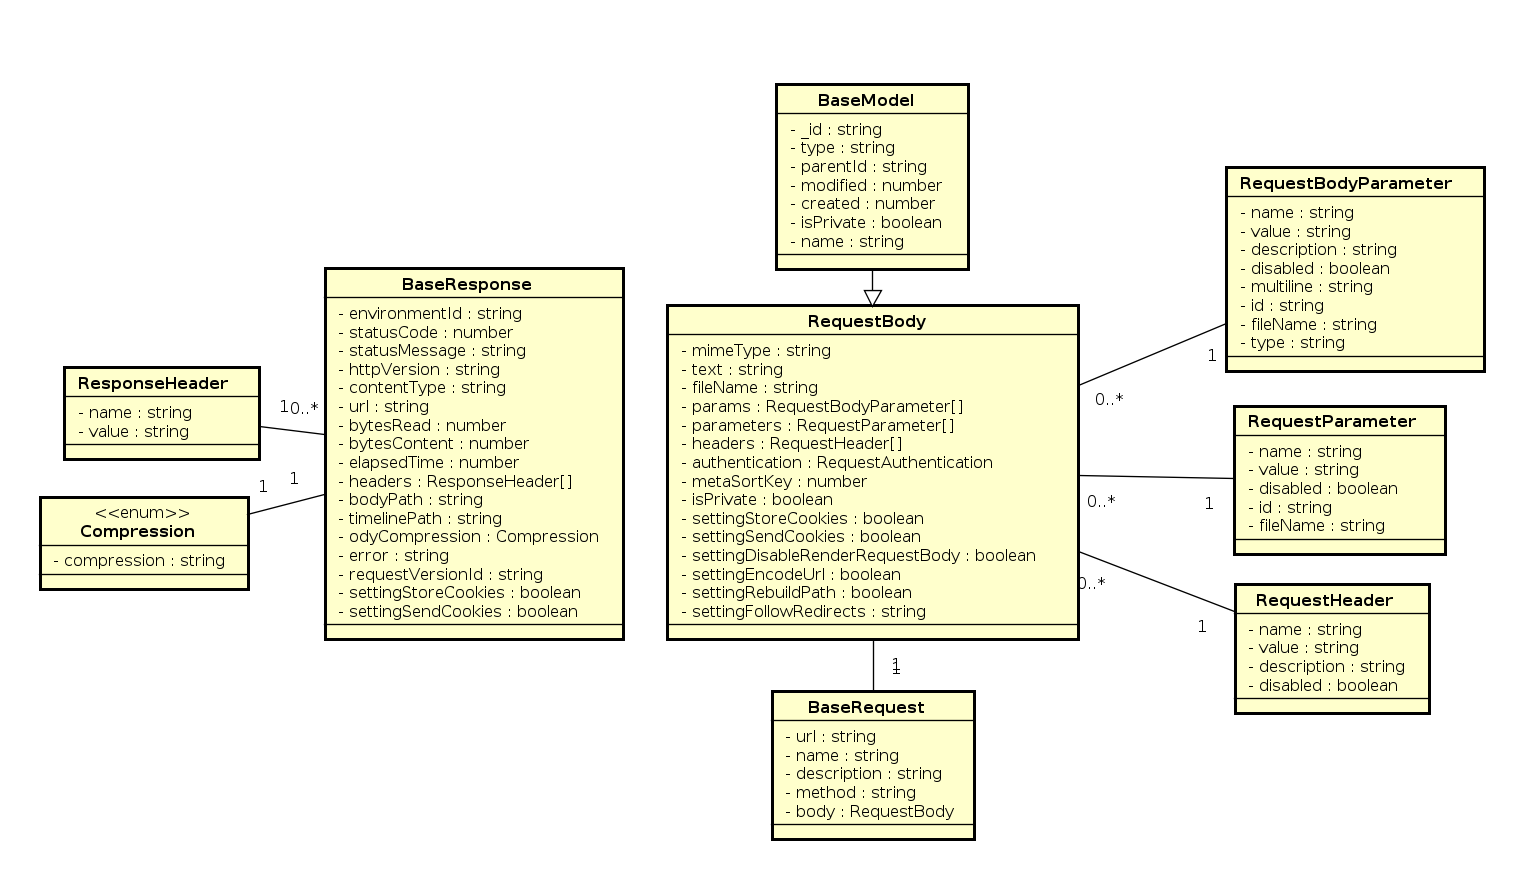 BaseModel
- _id : string
- type : string
- parentId : string
- modified : number
- created : number
- isPrivate : boolean
- name : string
RequestBodyParameter
- name : string
- value : string
- description : string
- disabled : boolean
- multiline : string
- id : string
- fileName : string
- type : string
BaseResponse
- environmentId : string
- statusCode : number
- statusMessage : string
- httpVersion : string
- contentType : string
- url : string
- bytesRead : number
- bytesContent : number
- elapsedTime : number
- headers : ResponseHeader[]
- bodyPath : string
- timelinePath : string
- odyCompression : Compression
- error : string
- requestVersionId : string
- settingStoreCookies : boolean
- settingSendCookies : boolean
RequestBody
- mimeType : string
- text : string
- fileName : string
- params : RequestBodyParameter[]
- parameters : RequestParameter[]
- headers : RequestHeader[]
- authentication : RequestAuthentication
- metaSortKey : number
- isPrivate : boolean
- settingStoreCookies : boolean
- settingSendCookies : boolean
- settingDisableRenderRequestBody : boolean
- settingEncodeUrl : boolean
- settingRebuildPath : boolean
- settingFollowRedirects : string
1
0..*
ResponseHeader
- name : string
- value : string
1
0..*
RequestParameter
- name : string
- value : string
- disabled : boolean
- id : string
- fileName : string
1
1
0..*
1
<<enum>>
Compression
- compression : string
0..*
1
RequestHeader
- name : string
- value : string
- description : string
- disabled : boolean
1
1
BaseRequest
- url : string
- name : string
- description : string
- method : string
- body : RequestBody